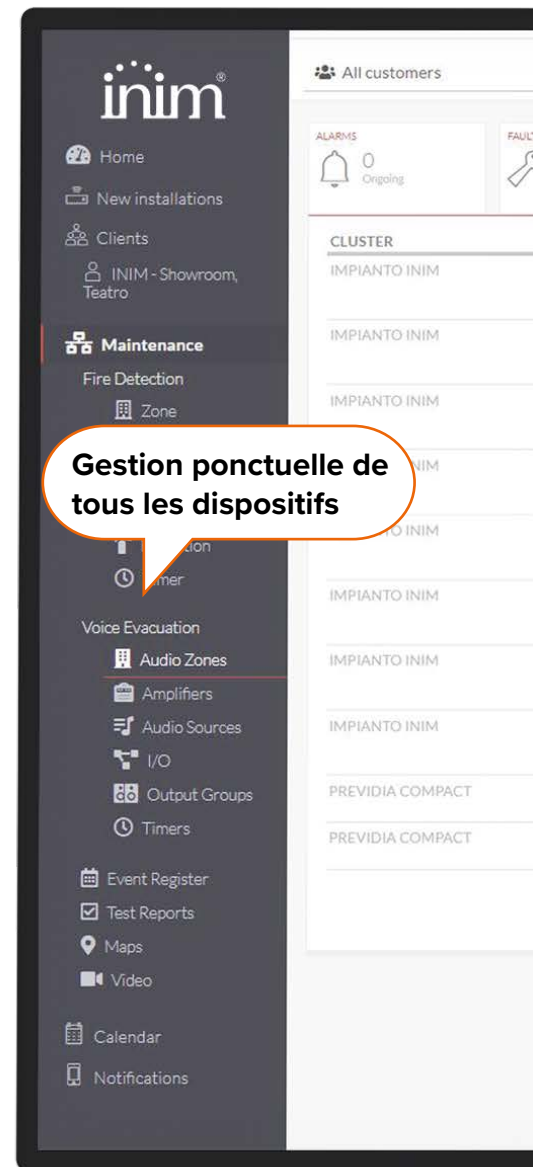 inim®
All customers
Home
New installations
Clients
INIM - Showroom,
Teatro
Maintenance
Fire Detection
Zone
Gestion ponctuelle de
tous les dispositifs
Voice Evacuation
Audio Zones
Amplifiers
Audio Sources
I/O
Output Groups
Timers
Event Register
Test Reports
Maps
Video
Calendar
Notifications
ALARMS
0
Ongoing
CLUSTER
IMPIANTO INIM
IMPIANTO INIM
IMPIANTO INIM
IMPIANTO INIM
IMPIANTO INIM
IMPIANTO INIM
PREVIDIA COMPACT
PREVIDIA COMPACT